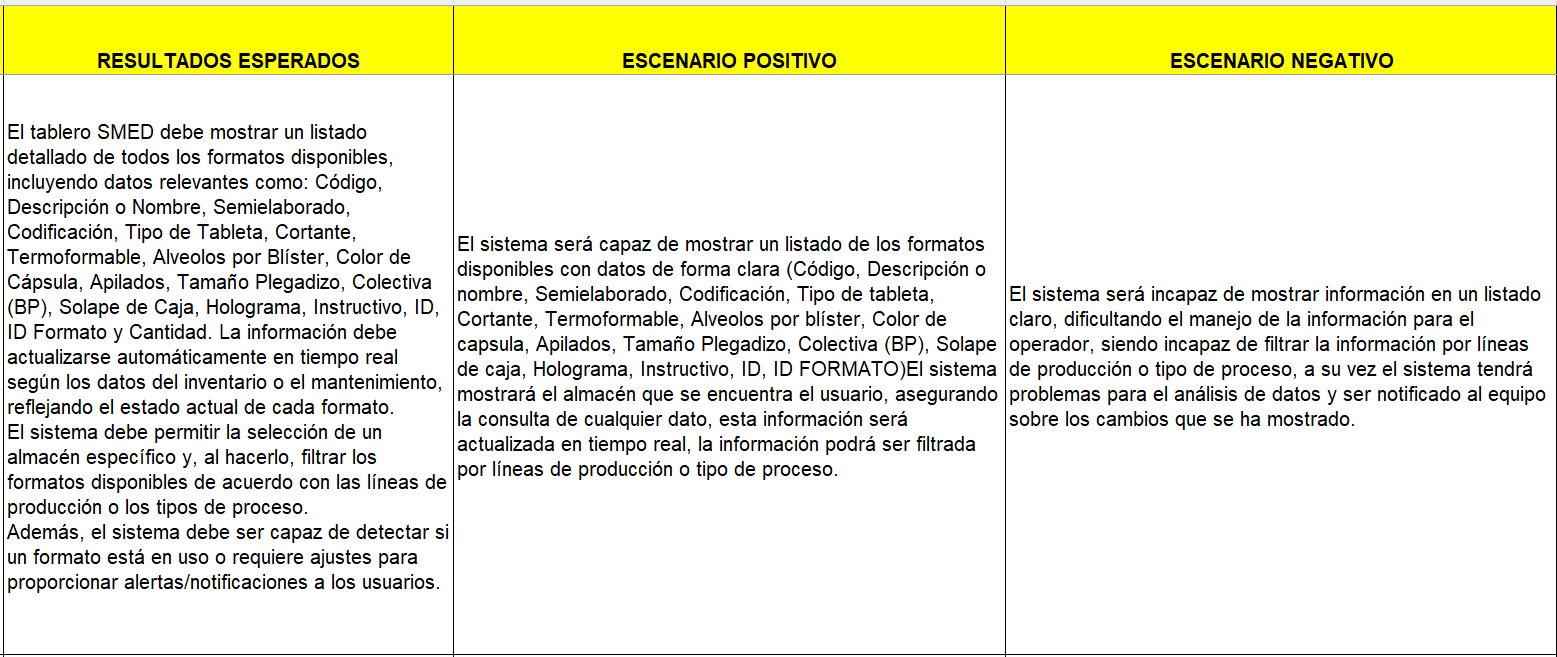 RESULTADOS ESPERADOS
ESCENARIO POSITIVO
ESCENARIO NEGATIVO
El tablero SMED debe mostrar un listado
detallado de todos los formatos disponibles,
incluyendo datos relevantes como: Código,
Descripción o Nombre, Semielaborado,
Codificación, Tipo de Tableta, Cortante,
Termoformable, Alveolos por Blíster, Color de
Cápsula, Apilados, Tamaño Plegadizo, Colectiva
(BP), Solape de Caja, Holograma, Instructivo, ID,
ID Formato y Cantidad. La información debe
actualizarse automáticamente en tiempo real
según los datos del inventario o el mantenimiento,
reflejando el estado actual de cada formato.
El sistema debe permitir la selección de un
almacén específico y, al hacerlo, filtrar los
formatos disponibles de acuerdo con las líneas de
producción o los tipos de proceso.
Además, el sistema debe ser capaz de detectar si
un formato está en uso o requiere ajustes para
proporcionar alertas/notificaciones a los usuarios.
El sistema será capaz de mostrar un listado de los formatos
disponibles con datos de forma clara (Código, Descripción o
nombre, Semielaborado, Codificación, Tipo de tableta,
Cortante, Termoformable, Alveolos por blíster, Color de
capsula, Apilados, Tamaño Plegadizo, Colectiva (BP), Solape
de caja, Holograma, Instructivo, ID, ID FORMATO)El sistema
mostrará el almacén que se encuentra el usuario, asegurando
la consulta de cualquier dato, esta información será
actualizada en tiempo real, la información podrá ser filtrada
por líneas de producción o tipo de proceso.
El sistema será incapaz de mostrar información en un listado
claro, dificultando el manejo de la información para el
operador, siendo incapaz de filtrar la información por líneas
de producción o tipo de proceso, a su vez el sistema tendrá
problemas para el análisis de datos y ser notificado al equipo
sobre los cambios que se ha mostrado.